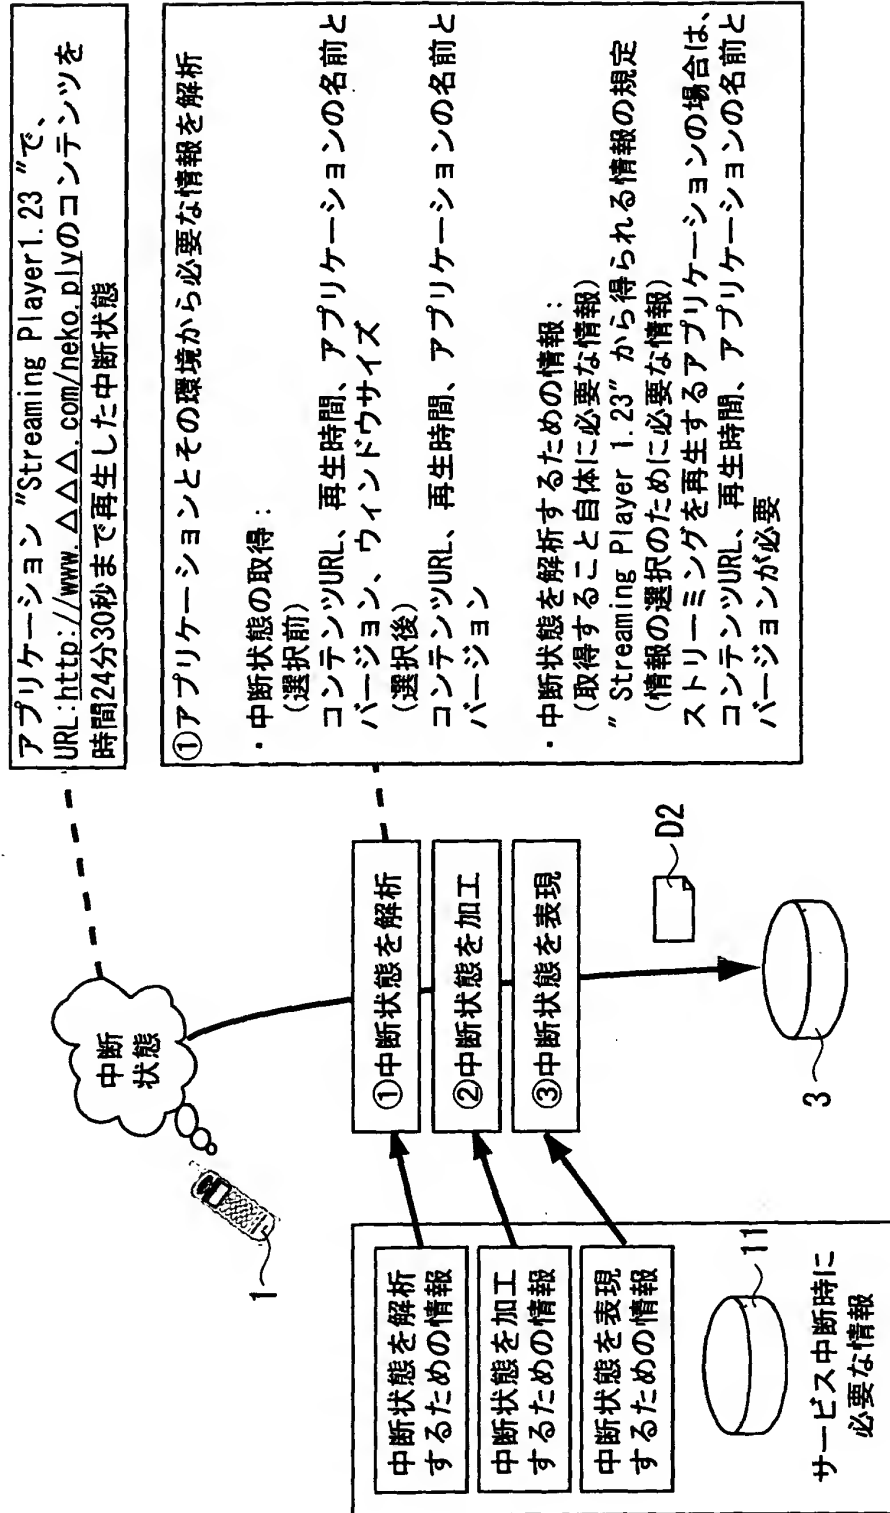 アプリケーション "Streaming Player1.23 "で、
URL:http://www.△△△.com/neko.plyのコンテンツを
時間24分30秒まで再生した中断状態
①アプリケーションとその環境から必要な情報を解析
・中断状態の取得：
(選択前)
コンテンツURL、再生時間、アプリケーションの名前と
バージョン、ウィンドウサイズ
(選択後)
コンテンツURL、再生時間、アプリケーションの名前と
バージョン
・中断状態を解析するための情報：
(取得すること自体に必要な情報)
"Streaming Player 1.23"から得られる情報の規定
(情報の選択のために必要な情報)
ストリーミングを再生するアプリケーションの場合は、
コンテンツURL、再生時間、アプリケーションの名前と
バージョンが必要
中断
状態
1
①中断状態を解析
②中断状態を加工
③中断状態を表現
D2
3
中断状態を解析
するための情報
中断状態を加工
するための情報
中断状態を表現
するための情報
11
サービス中断時に
必要な情報